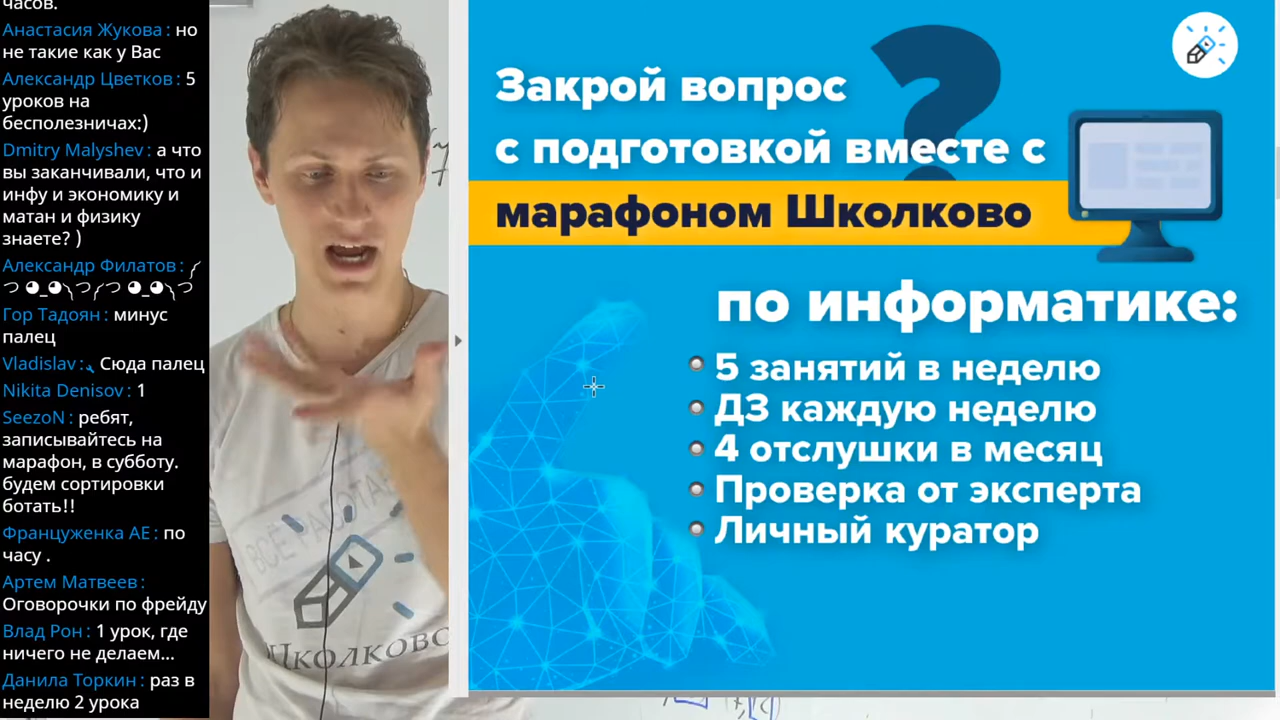 часов.
Анастасия Жукова : но
не такие как у Вас
Александр Цветков : 5
уроков на
бесполезничах:)
Dmitry Malyshev : а что
вы заканчивали, что и
инфу и экономику и
матан и физику
знаете? )
Александр Филатов :
Гор Тадоян : минус
палец
Vladislav : Сюда палец
Nikita Denisov : 1
SeezoN : ребят,
записывайтесь на
марафон, в субботу.
будем сортировки
ботать!!
Француженка АЕ : по
часу .
Артем Матвеев :
Оговорочки по фрейду
Влад Рон : 1 урок, где
ничего не делаем...
Данила Торкин : раз в
неделю 2 урока
ШКОЛКОВО
Закрой вопрос
с подготовкой вместе с
марафоном Школково
по информатике:
5 занятий в неделю
ДЗ каждую неделю
4 отслушки в месяц
Проверка от эксперта
Личный куратор